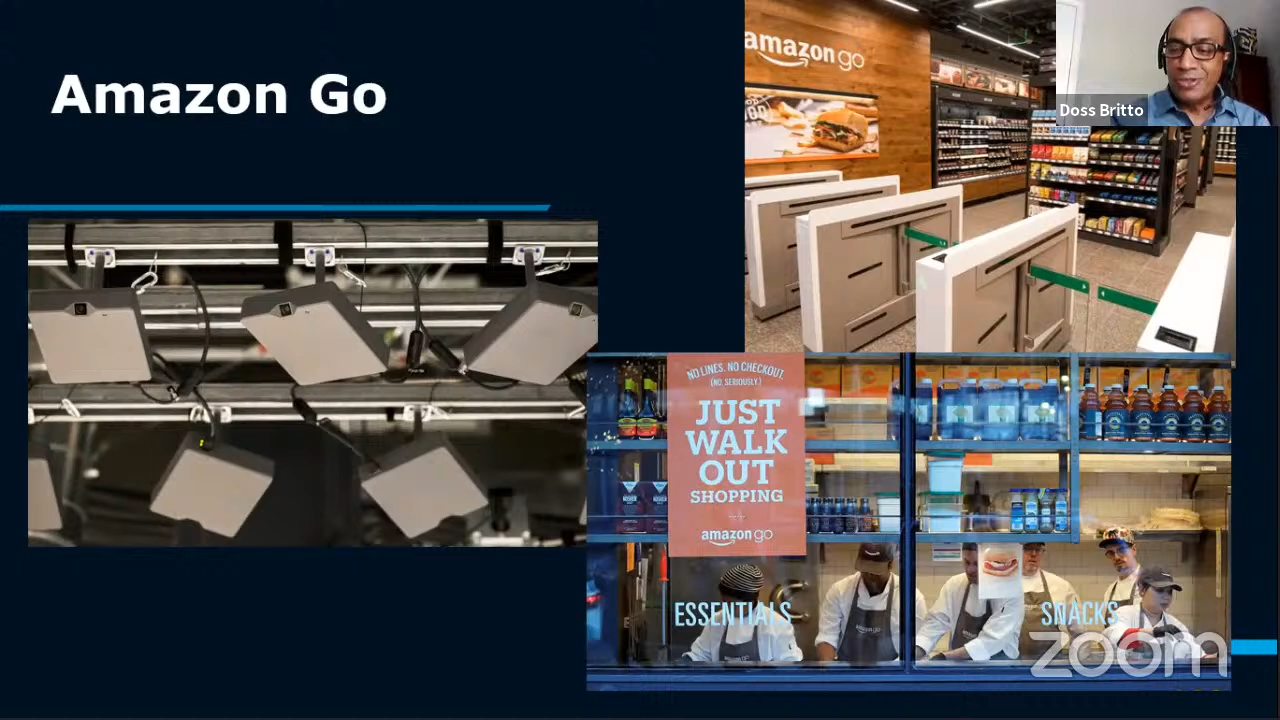 Amazon Go
amazon go
Doss Britto
NO LINES. NO CHECKOUT.
(NO. SERIOUSLY.)
JUST
WALK
OUT
SHOPPING
amazon go
ESSENTIALS
SNACKS
zoom